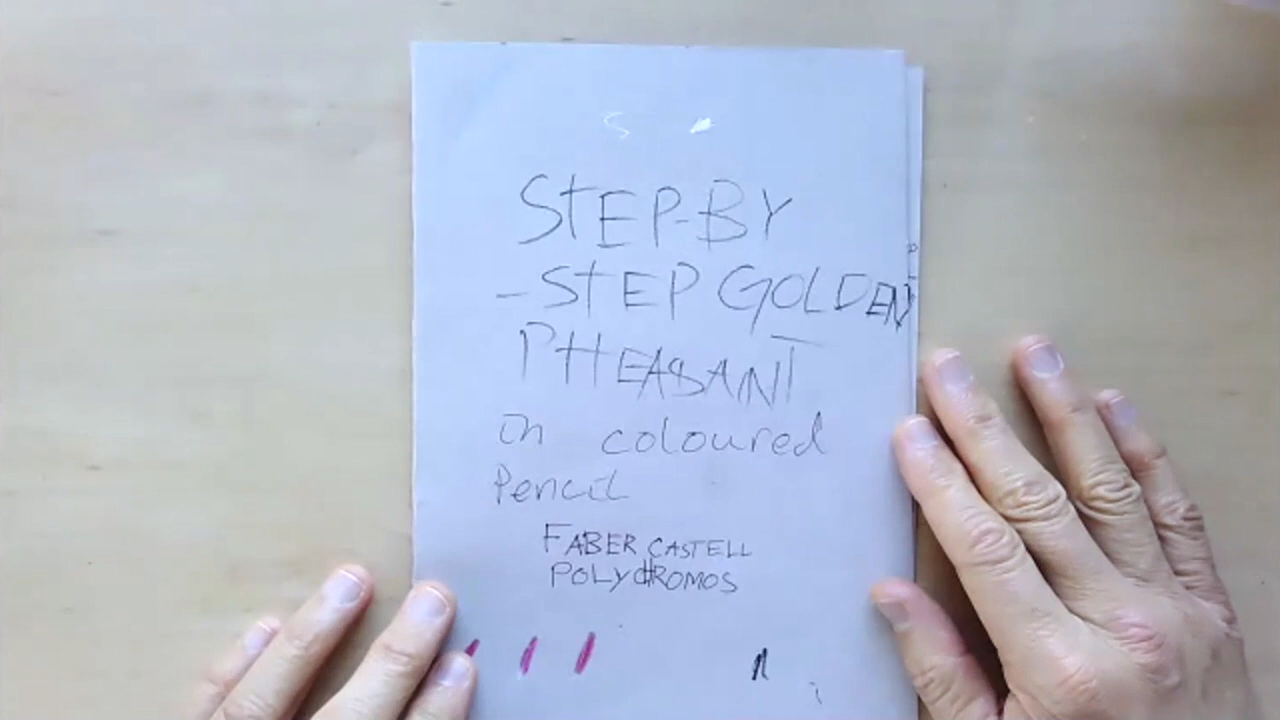 STEP-BY
-STEP GOLDEN
PHEASANT
on coloured
Pencil
FABER CASTELL
POLYCHROMOS